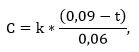 C = k * (0,09 − t) / 0,06,